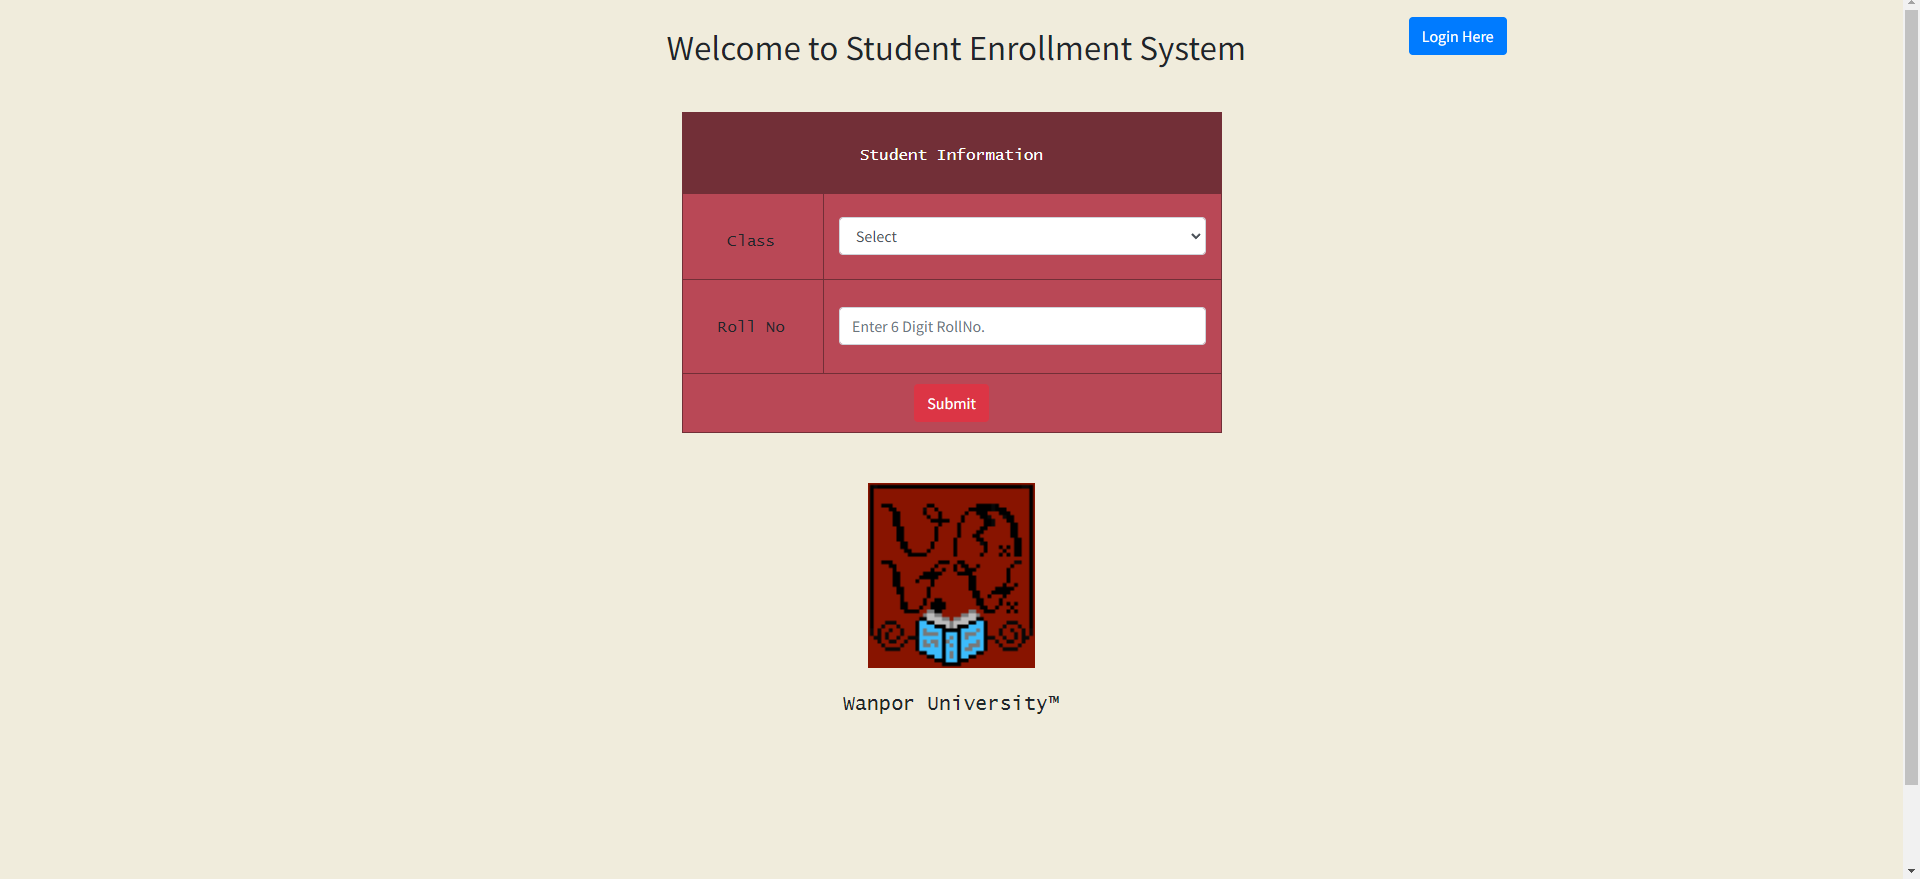 Welcome to Student Enrollment System
Login Here
Student Information
Class
Select
Roll No
Enter 6 Digit RollNo.
Submit
Wanpor University™